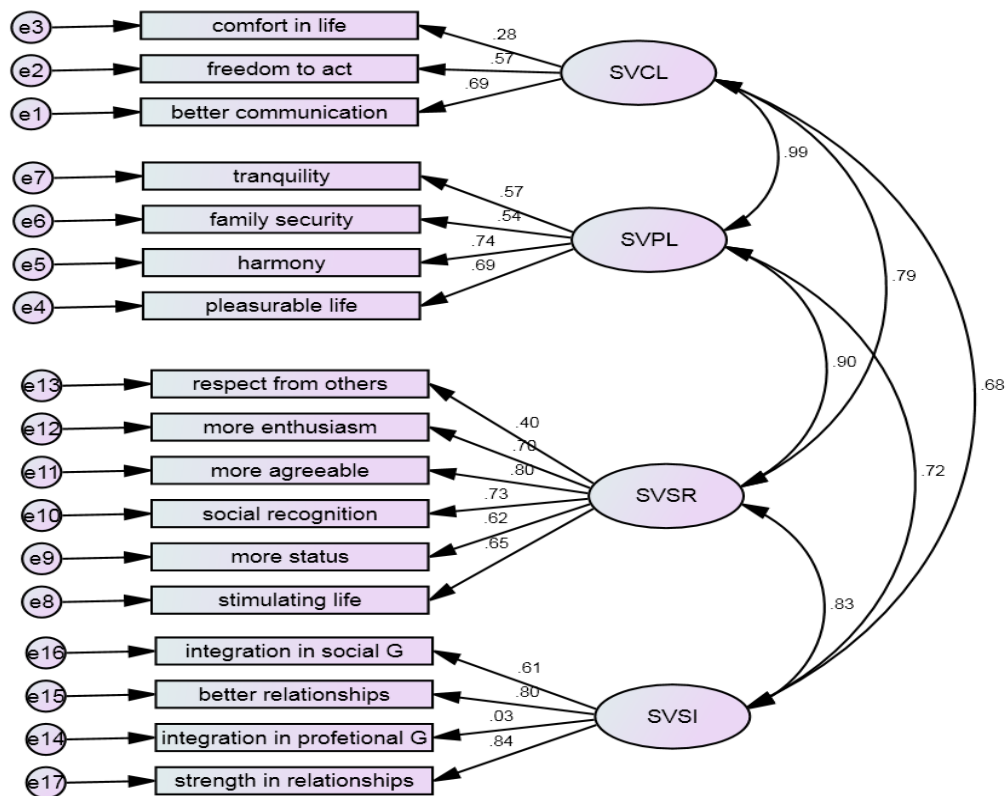 e3 comfort in life .28
e2 freedom to act .57 SVCL
e1 better communication .69
.99
e7 tranquility .57
e6 family security .54 SVPL
e5 harmony .74
e4 pleasurable life .69
.79
.90
.68
e13 respect from others .40
e12 more enthusiasm .70
e11 more agreeable .80 .72
e10 social recognition .73 SVSR
e9 more status .62
e8 stimulating life .65
.83
e16 integration in social G .61
e15 better relationships .80 SVSI
e14 integration in profetional G .03
e17 strength in relationships .84